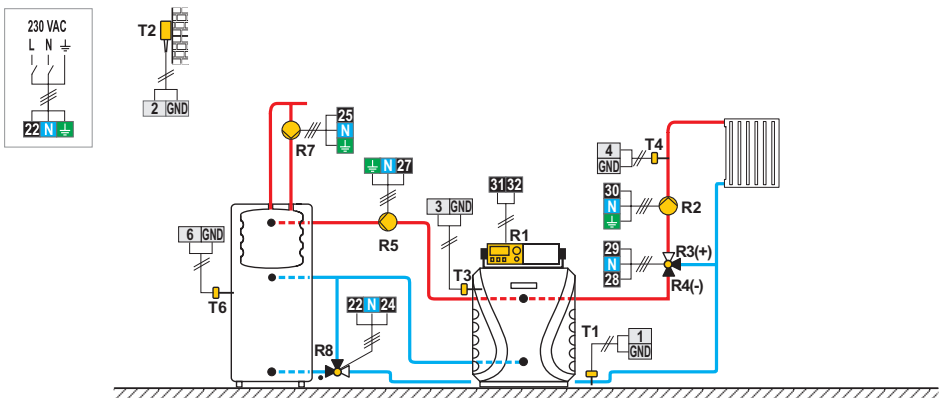 230 VAC
L N
22 N
T2
2 GND
R7
25
N
N 27
R5
6 GND
T6
22 N 24
R8
3 GND
T3
31 32
R1
4
GND
T4
30
N
R2
29
N
28
R3(+)
R4(-)
T1
1
GND